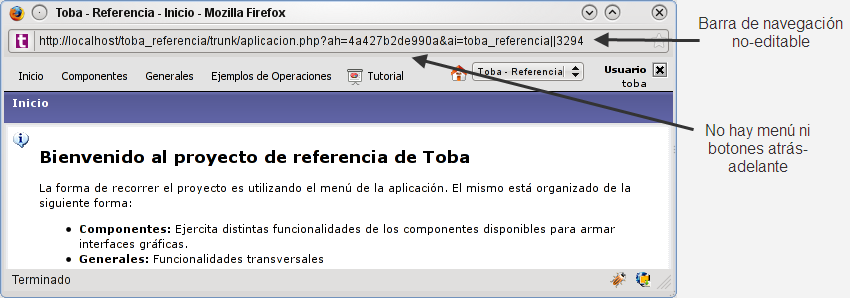 Toba - Referencia - Inicio - Mozilla Firefox
http://localhost/toba_referencia/trunk/aplicacion.php?ah=4a427b2de990a&ai=toba_referencia||3294
Barra de navegación
no-editable
Inicio Componentes Generales Ejemplos de Operaciones Tutorial Toba - Referencia Usuario
toba
Inicio
Bienvenido al proyecto de referencia de Toba
La forma de recorrer el proyecto es utilizando el menú de la aplicación. El mismo está organizado de la
siguiente forma:
• Componentes: Ejercita distintas funcionalidades de los componentes disponibles para armar
interfaces gráficas.
• Generales: Funcionalidades transversales
No hay menú ni
botones atrás-
adelante
Terminado